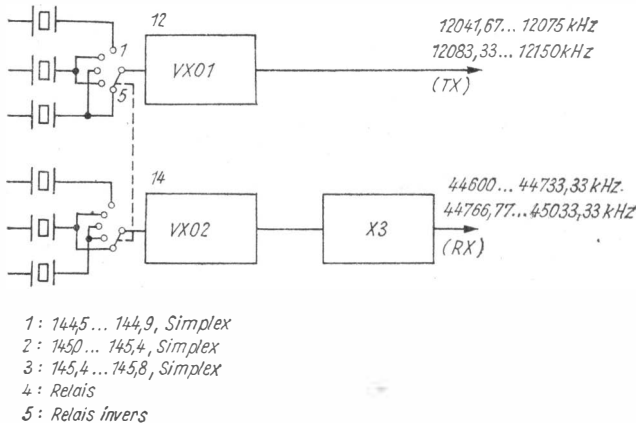 12
12041,67... 12075 kHz
1
VX01
12083,33... 12150 kHz
5
(TX)
14
44600... 44733,33 kHz.
VX02
X3
44766,77... 45033,33 kHz
(RX)
1: 144,5... 144,9, Simplex
2: 145,0... 145,4, Simplex
3: 145,4... 145,8, Simplex
4: Relais
5: Relais invers